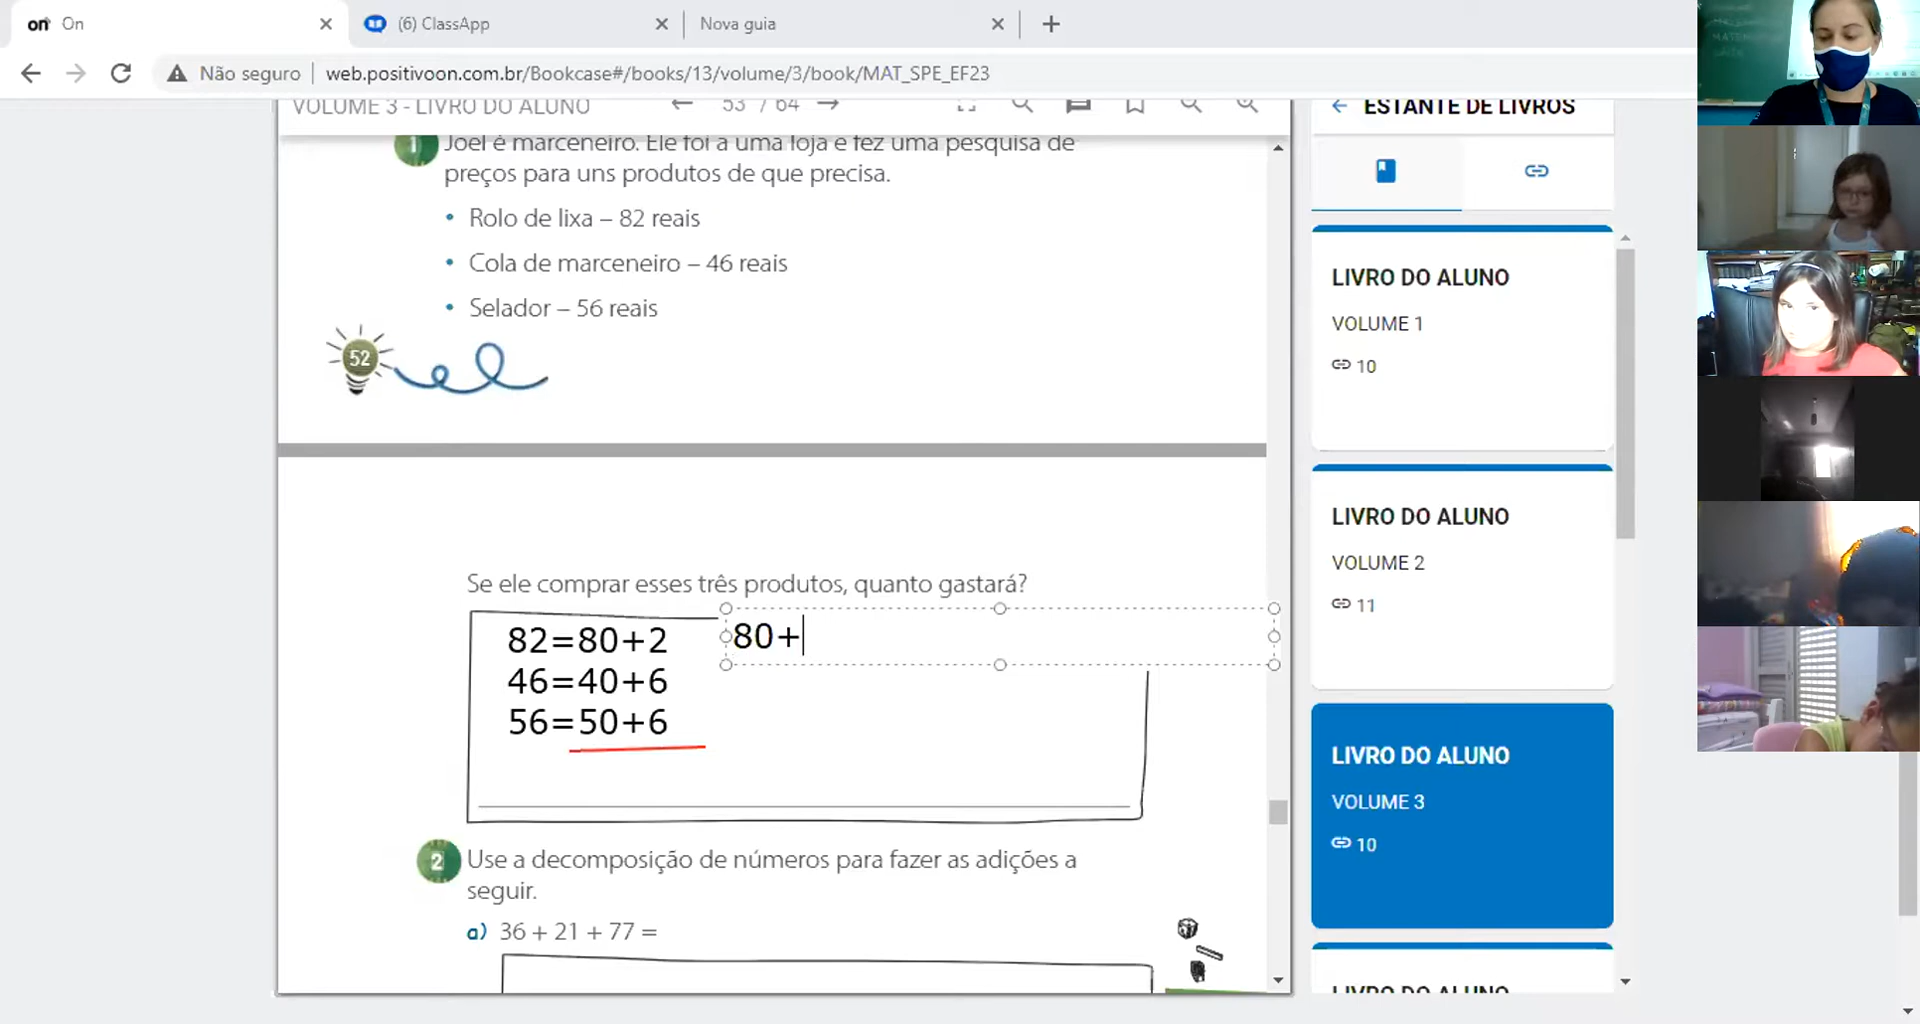 on On
(6) ClassApp
Nova guia
Não seguro
web.positivoon.com.br/Bookcase#/books/13/volume/3/book/MAT_SPE_EF23
VOLUME 3 - LIVRO DO ALUNO
53 / 64
1 Joel é marceneiro. Ele foi a uma loja e fez uma pesquisa de
preços para uns produtos de que precisa.
• Rolo de lixa – 82 reais
• Cola de marceneiro – 46 reais
• Selador – 56 reais
52
Se ele comprar esses três produtos, quanto gastará?
82=80+2
46=40+6
56=50+6
80+
2 Use a decomposição de números para fazer as adições a
seguir.
a) 36 + 21 + 77 =
ESTANTE DE LIVROS
LIVRO DO ALUNO
VOLUME 1
10
LIVRO DO ALUNO
VOLUME 2
11
LIVRO DO ALUNO
VOLUME 3
10
LIVRO DO ALUNO